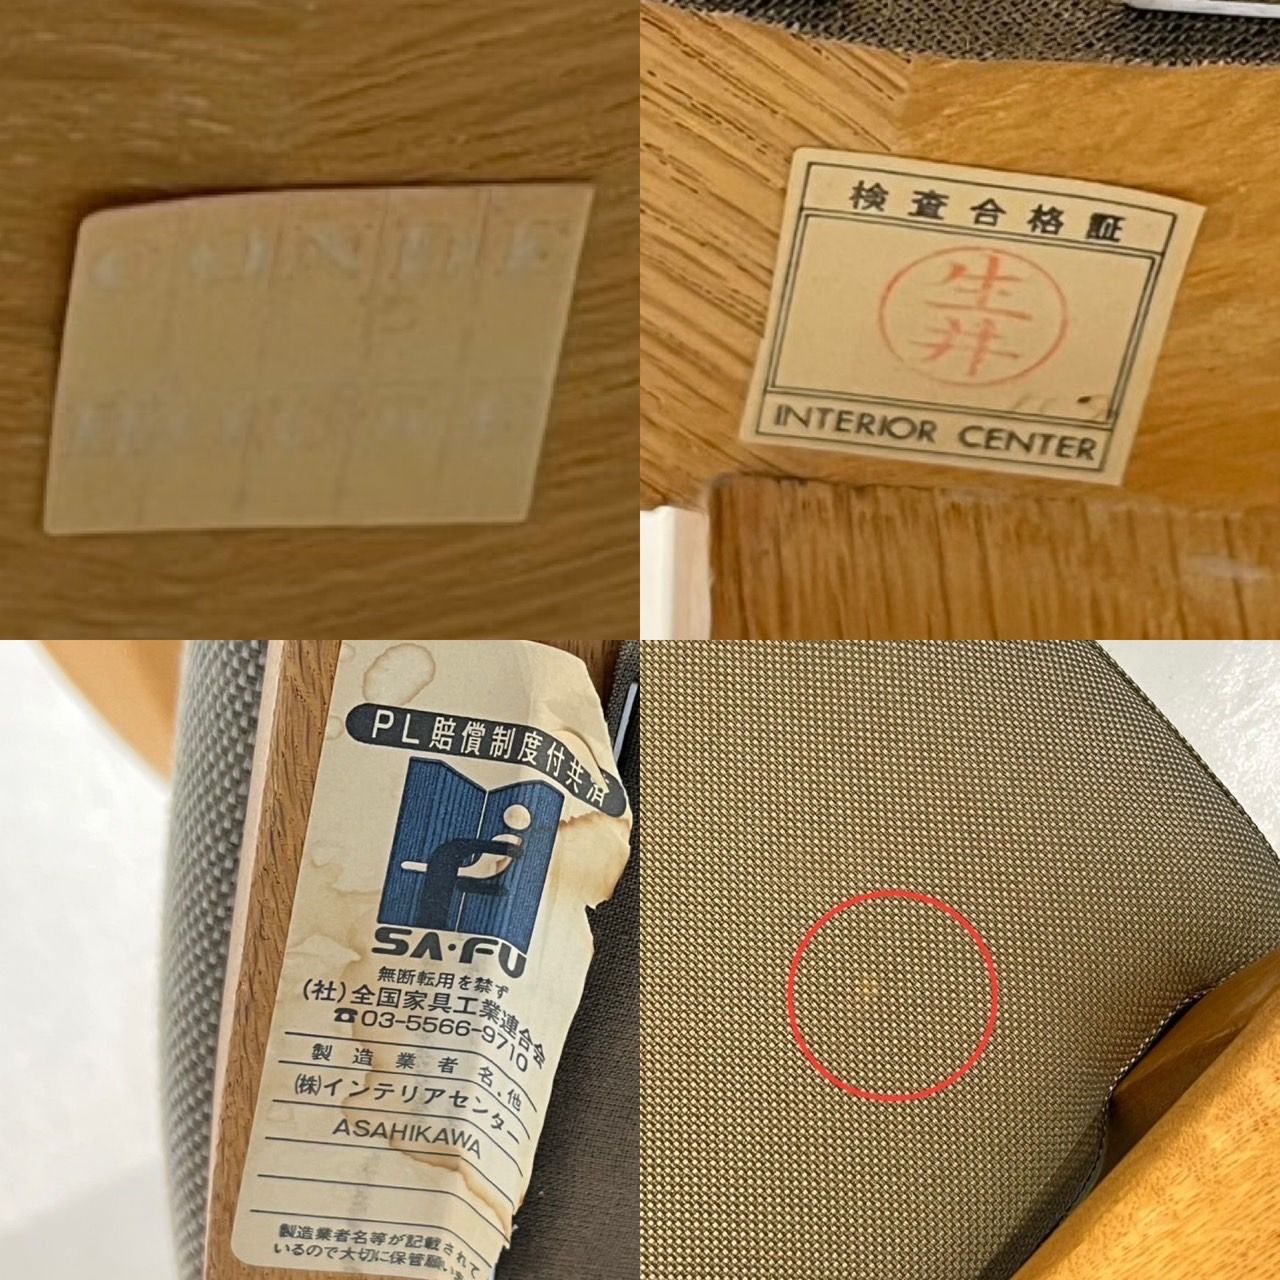 CONDE
HOUSE
検査合格証
生井
INTERIOR CENTER
PL賠償制度付共済
SA·FU
無断転用を禁ず
(社)全国家具工業連合会
☎03-5566-9710
製造業者名、他
㈱インテリアセンター
ASAHIKAWA
製造業者名等が記載されて
いるので大切に保管願い